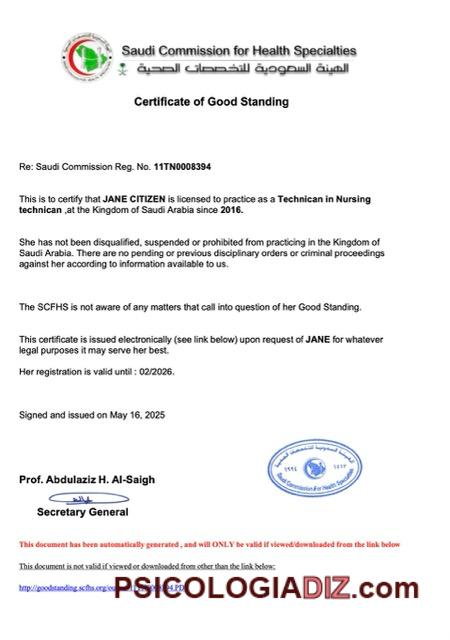 Saudi Commission for Health Specialties
الهيئة السعودية للتخصصات الصحية
Certificate of Good Standing
Re: Saudi Commission Reg. No. 11TN0008394
This is to certify that JANE CITIZEN is licensed to practice as a Technican in Nursing
technican ,at the Kingdom of Saudi Arabia since 2016.
She has not been disqualified, suspended or prohibited from practicing in the Kingdom of
Saudi Arabia. There are no pending or previous disciplinary orders or criminal proceedings
against her according to information available to us.
The SCFHS is not aware of any matters that call into question of her Good Standing.
This certificate is issued electronically (see link below) upon request of JANE for whatever
legal purposes it may serve her best.
Her registration is valid until : 02/2026.
Signed and issued on May 16, 2025
Prof. Abdulaziz H. Al-Saigh
Secretary General
Saudi Commission For Health Specialties
This document has been automatically generated , and will ONLY be valid if viewed/downloaded from the link below
This document is not valid if viewed or downloaded from other than the link below:
http://goodstanding.scfhs.org/
PSICOLOGIADIZ.com